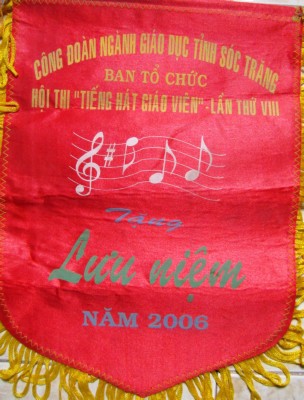 CÔNG ĐOÀN NGÀNH GIÁO DỤC TỈNH SÓC TRĂNG
BAN TỔ CHỨC
HỘI THI "TIẾNG HÁT GIÁO VIÊN" - LẦN THỨ VIII
Tặng
Lưu niệm
NĂM 2006